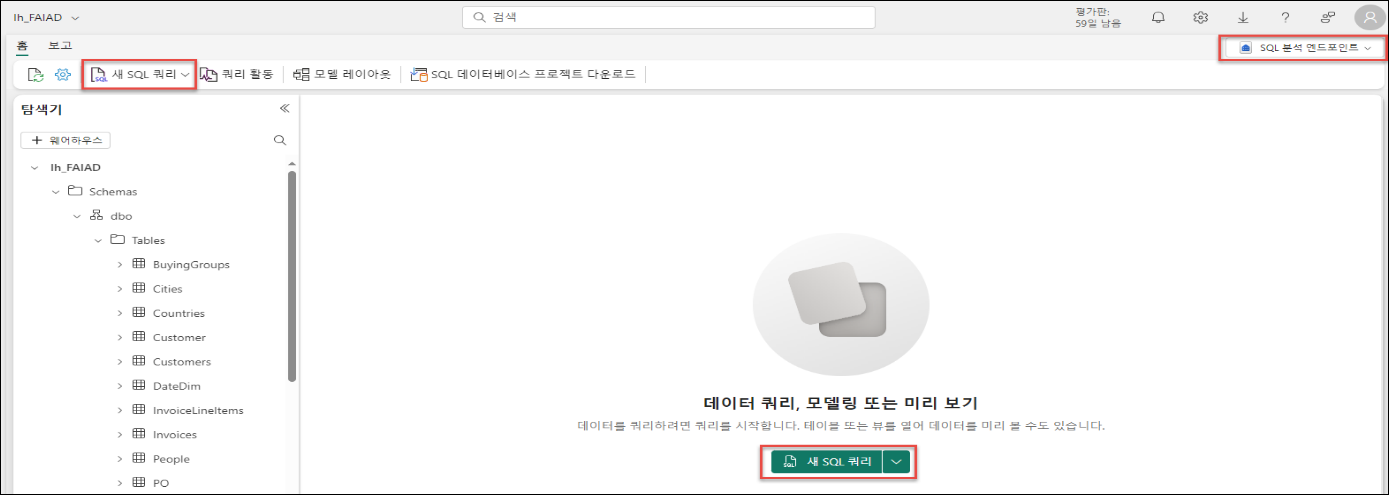 lh_FAIAD
검색
평가판:
59일 남음
홈 보고
SQL 분석 엔드포인트
새 SQL 쿼리 쿼리 활동 모델 레이아웃 SQL 데이터베이스 프로젝트 다운로드
탐색기
+ 웨어하우스
lh_FAIAD
Schemas
dbo
Tables
BuyingGroups
Cities
Countries
Customer
Customers
DateDim
InvoiceLineItems
Invoices
People
PO
데이터 쿼리, 모델링 또는 미리 보기
데이터를 쿼리하려면 쿼리를 시작합니다. 테이블 또는 뷰를 열어 데이터를 미리 볼 수도 있습니다.
새 SQL 쿼리